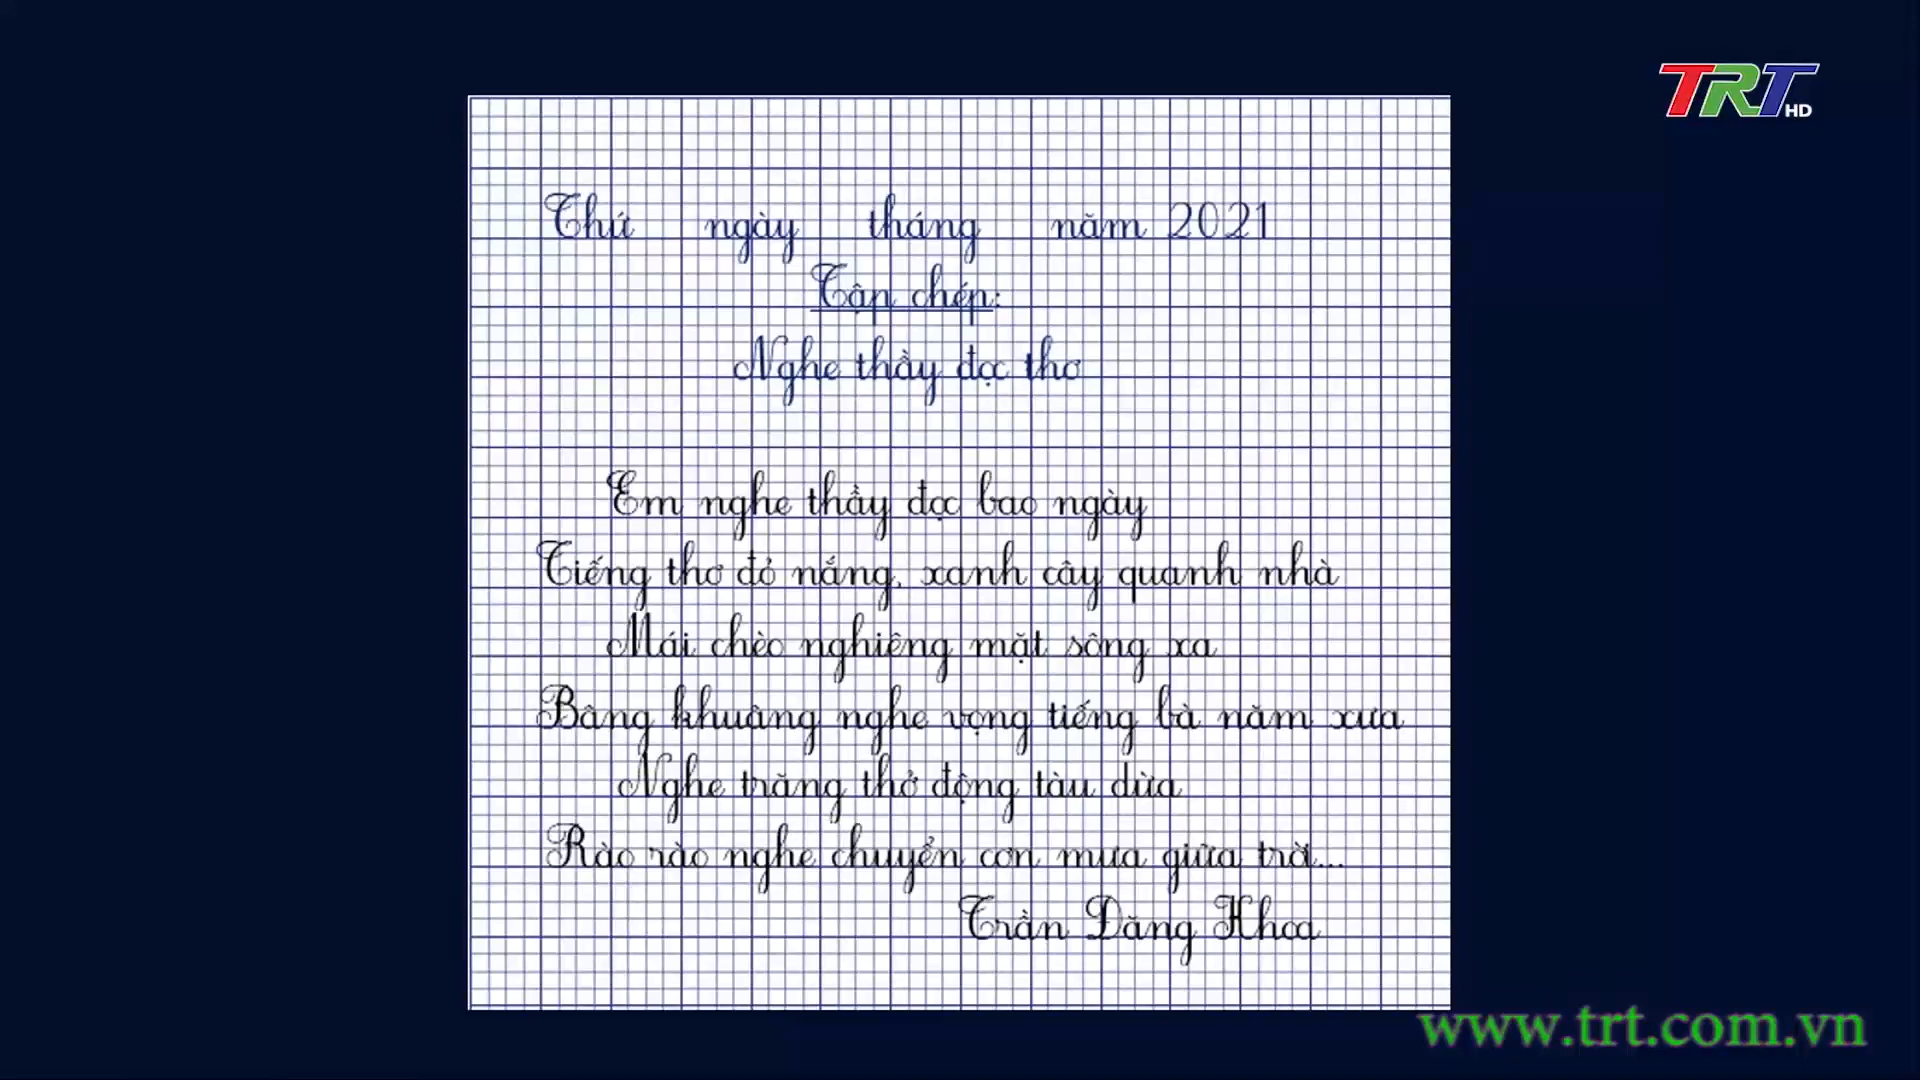 TRT HD
Thứ ngày tháng năm 2021
Tập chép:
Nghe thầy đọc thơ
Em nghe thầy đọc bao ngày
Tiếng thơ đỏ nắng, xanh cây quanh nhà
Mái chèo nghiêng mặt sông xa
Bâng khuâng nghe vọng tiếng bà năm xưa
Nghe trăng thở động tàu dừa
Rào rào nghe chuyển cơn mưa giữa trời...
Trần Đăng Khoa
www.trt.com.vn